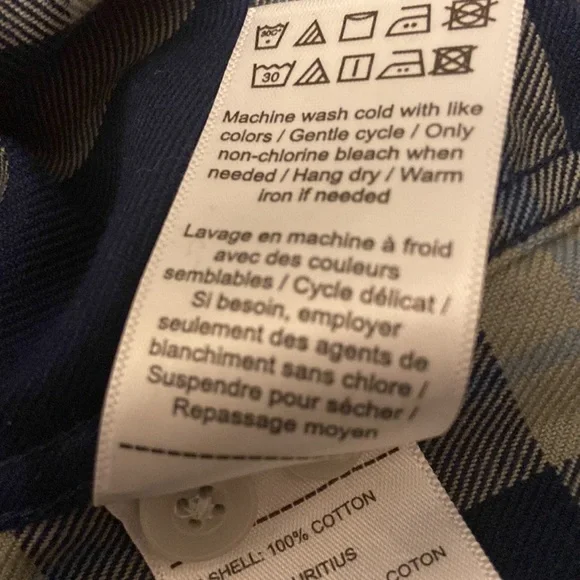 30C
30
Machine wash cold with like
colors / Gentle cycle / Only
non-chlorine bleach when
needed / Hang dry / Warm
iron if needed
Lavage en machine à froid
avec des couleurs
semblables / Cycle délicat /
Si besoin, employer
seulement des agents de
blanchiment sans chlore /
Suspendre pour sécher /
Repassage moyen
SHELL: 100% COTTON
URITIUS
COTON